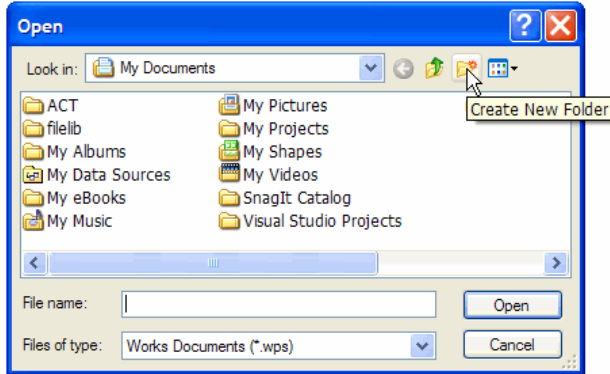 Open
Look in: My Documents
Create New Folder
ACT
filelib
My Albums
My Data Sources
My eBooks
My Music
My Pictures
My Projects
My Shapes
My Videos
SnagIt Catalog
Visual Studio Projects
File name:
Open
Files of type: Works Documents (*.wps)
Cancel